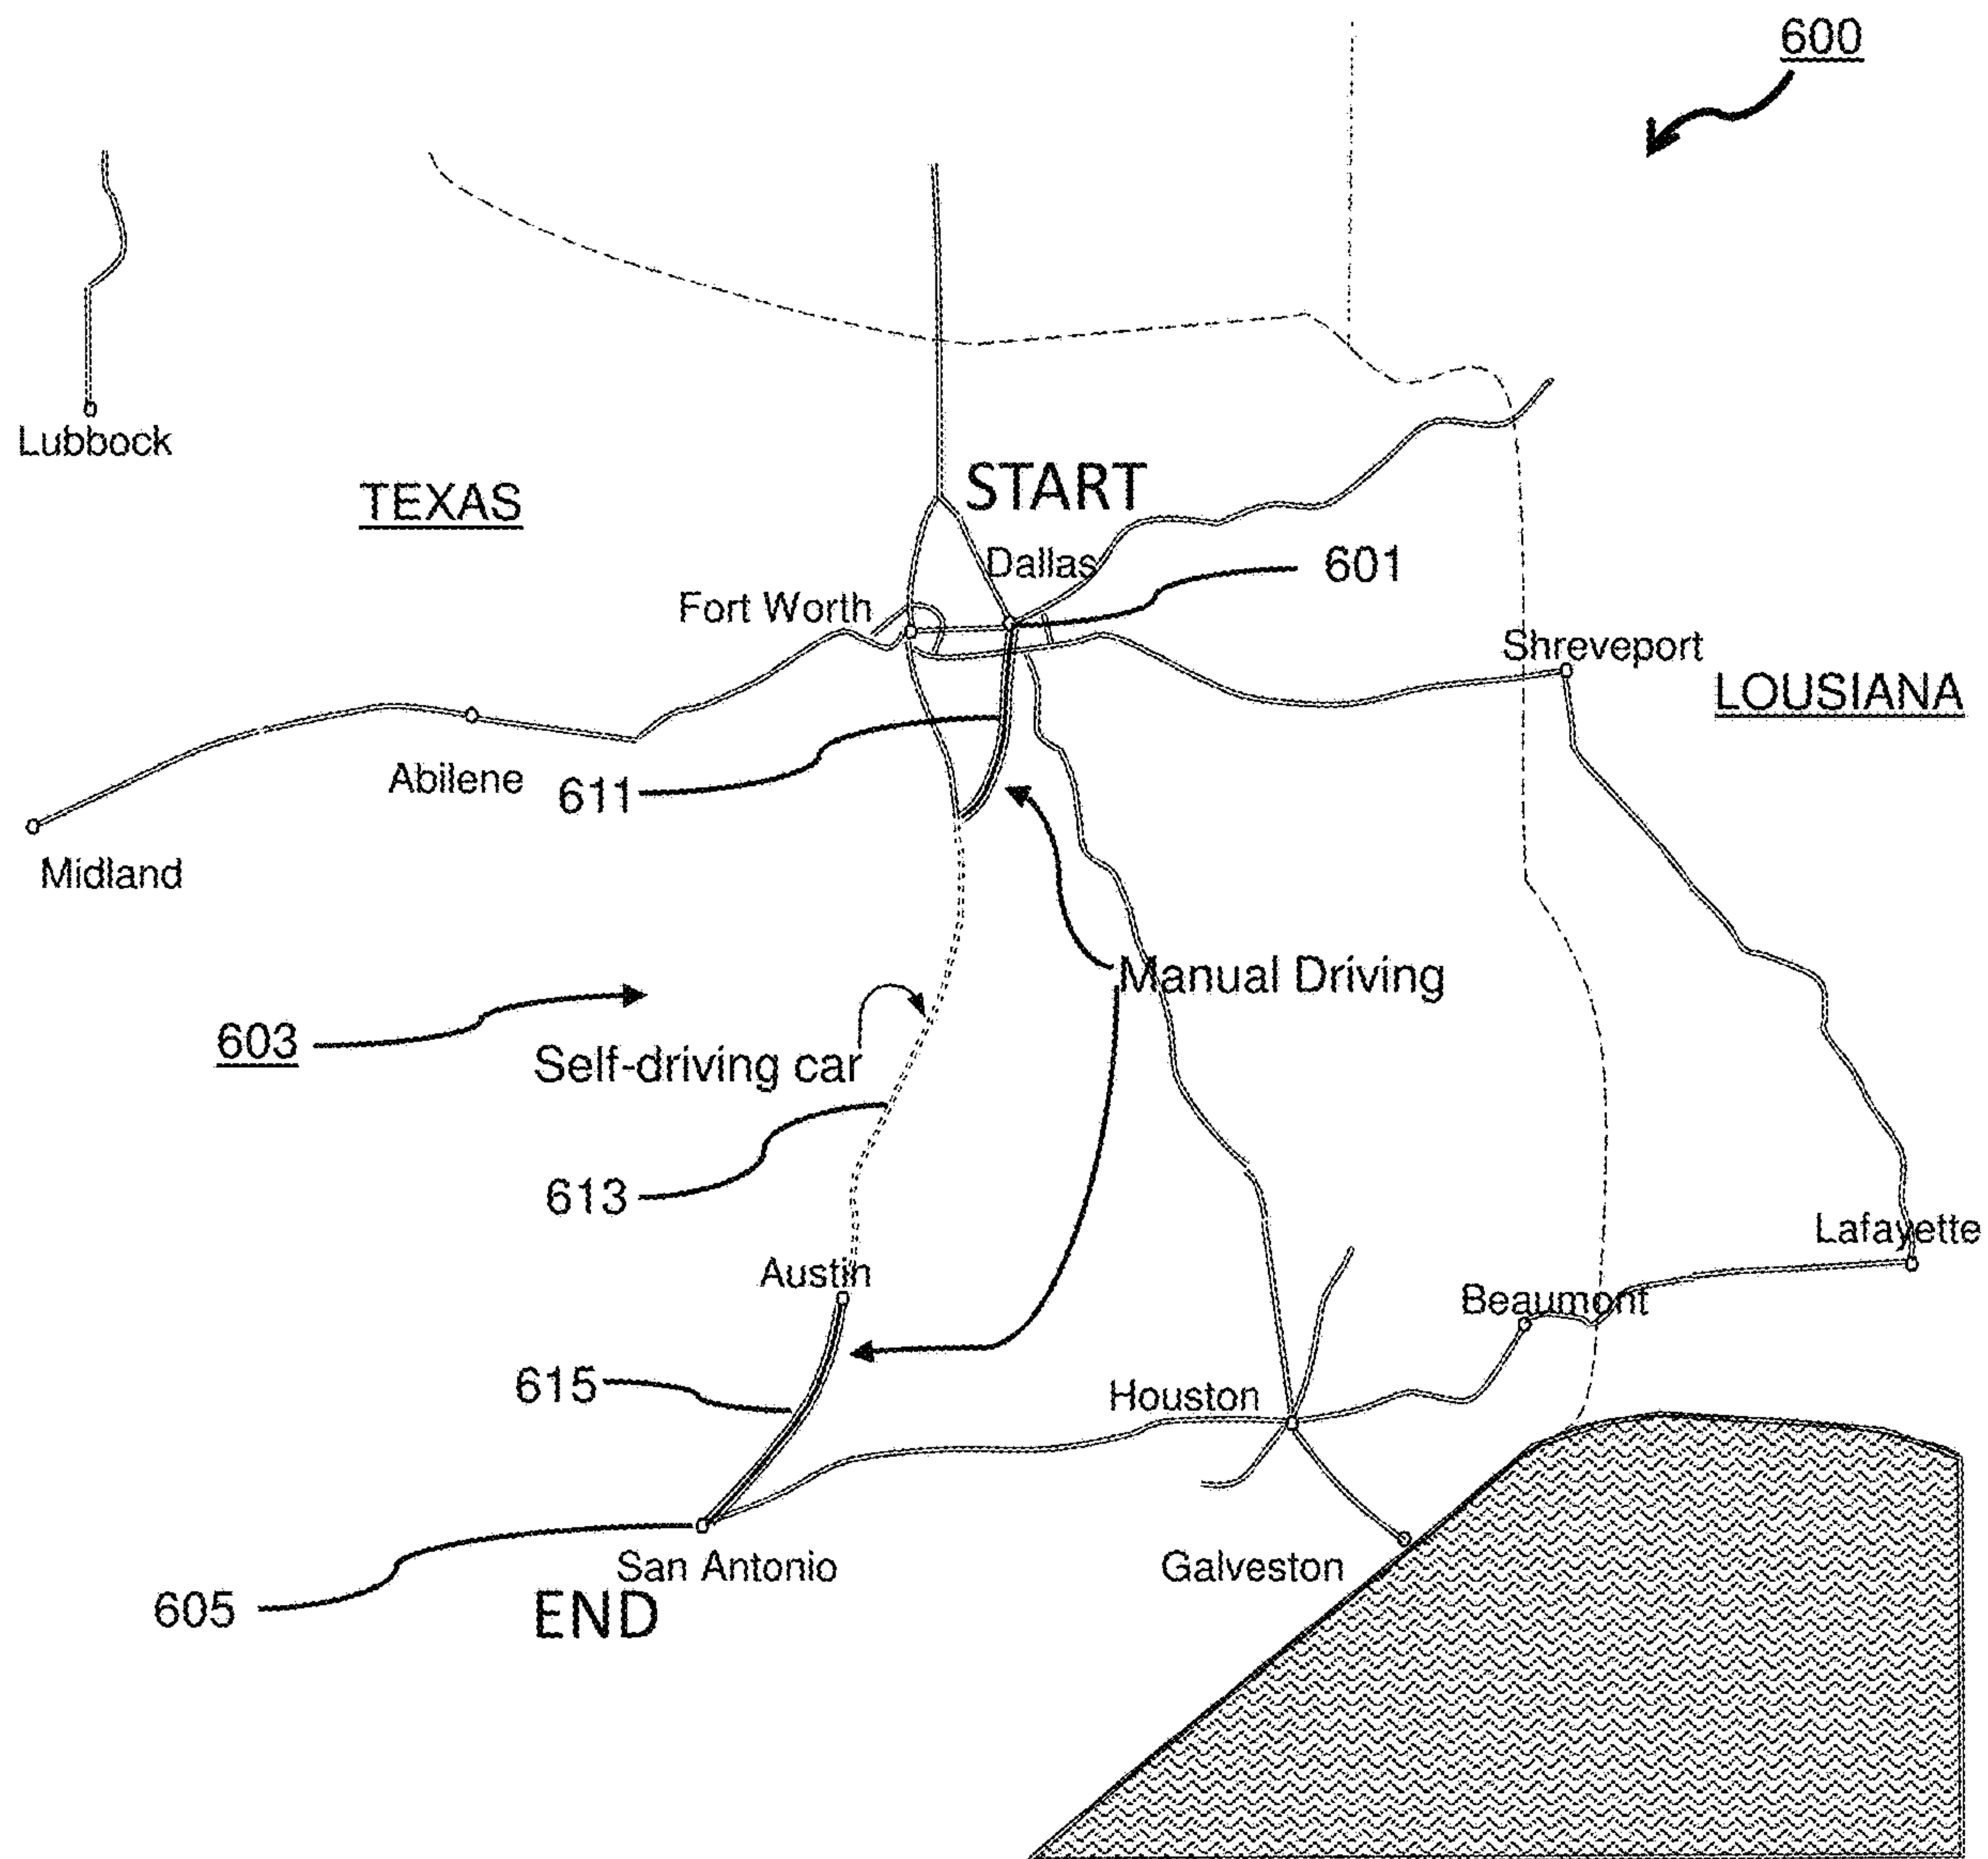 600
Lubbock
TEXAS
START
Dallas
601
Fort Worth
Shreveport
LOUSIANA
Abilene
611
Midland
Manual Driving
603
Self-driving car
613
Lafayette
Austin
Beaumont
615
Houston
San Antonio
Galveston
605
END